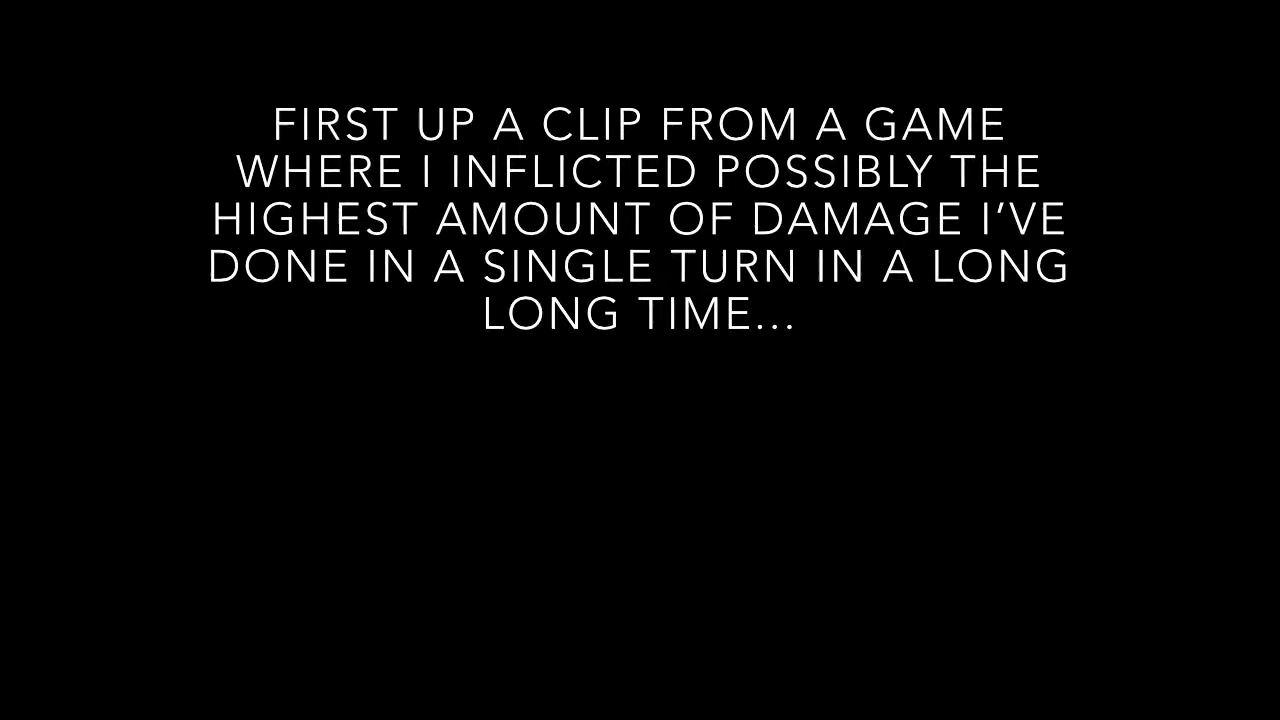 FIRST UP A CLIP FROM A GAME
WHERE I INFLICTED POSSIBLY THE
HIGHEST AMOUNT OF DAMAGE I’VE
DONE IN A SINGLE TURN IN A LONG
LONG TIME...